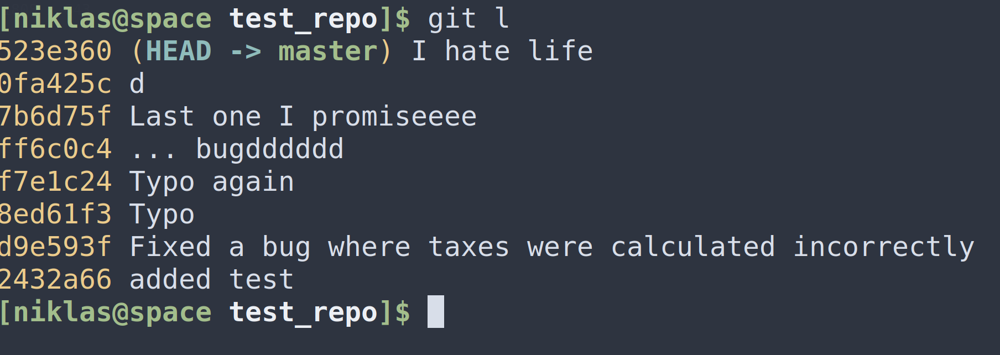 [niklas@space test_repo]$ git l
523e360 (HEAD -> master) I hate life
0fa425c d
7b6d75f Last one I promiseeee
ff6c0c4 ... bugdddddd
f7e1c24 Typo again
8ed61f3 Typo
d9e593f Fixed a bug where taxes were calculated incorrectly
2432a66 added test
[niklas@space test_repo]$